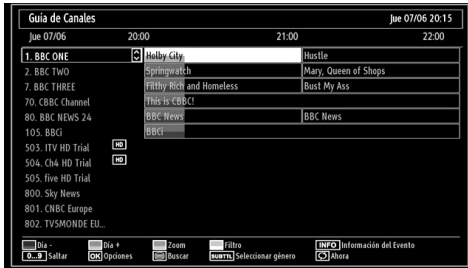 Guía de Canales Jue 07/06 20:15
Jue 07/06 20:00 21:00 22:00
1. BBC ONE Holby City Hustle
2. BBC TWO Springwatch Mary, Queen of Shops
7. BBC THREE Filthy Rich and Homeless Bust My Ass
70. CBBC Channel This is CBBC!
80. BBC NEWS 24 BBC News BBC News
105. BBCi BBCi
503. ITV HD Trial HD
504. Ch4 HD Trial HD
505. five HD Trial
800. Sky News
801. CNBC Europe
802. TV5MONDE EU...
Día - Día + Zoom Filtro INFO Información del Evento
0...9 Saltar OK Opciones Buscar SUBTTL Seleccionar género Ahora